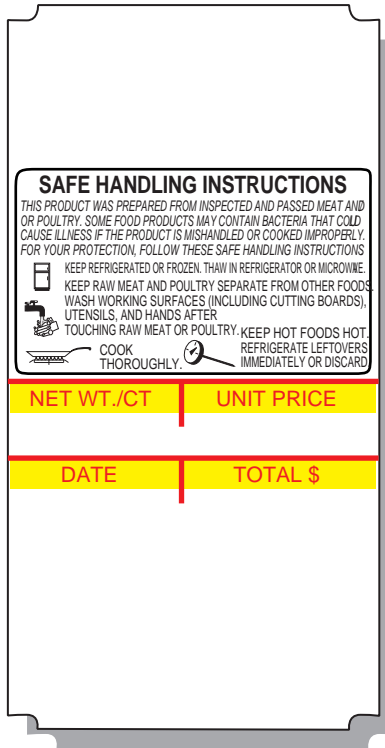 SAFE HANDLING INSTRUCTIONS
THIS PRODUCT WAS PREPARED FROM INSPECTED AND PASSED MEAT AND
OR POULTRY. SOME FOOD PRODUCTS MAY CONTAIN BACTERIA THAT COULD
CAUSE ILLNESS IF THE PRODUCT IS MISHANDLED OR COOKED IMPROPERLY.
FOR YOUR PROTECTION, FOLLOW THESE SAFE HANDLING INSTRUCTIONS
KEEP REFRIGERATED OR FROZEN. THAW IN REFRIGERATOR OR MICROWAVE.
KEEP RAW MEAT AND POULTRY SEPARATE FROM OTHER FOODS.
WASH WORKING SURFACES (INCLUDING CUTTING BOARDS),
UTENSILS, AND HANDS AFTER
TOUCHING RAW MEAT OR POULTRY.
COOK
THOROUGHLY.
KEEP HOT FOODS HOT.
REFRIGERATE LEFTOVERS
IMMEDIATELY OR DISCARD
NET WT./CT UNIT PRICE
DATE TOTAL $